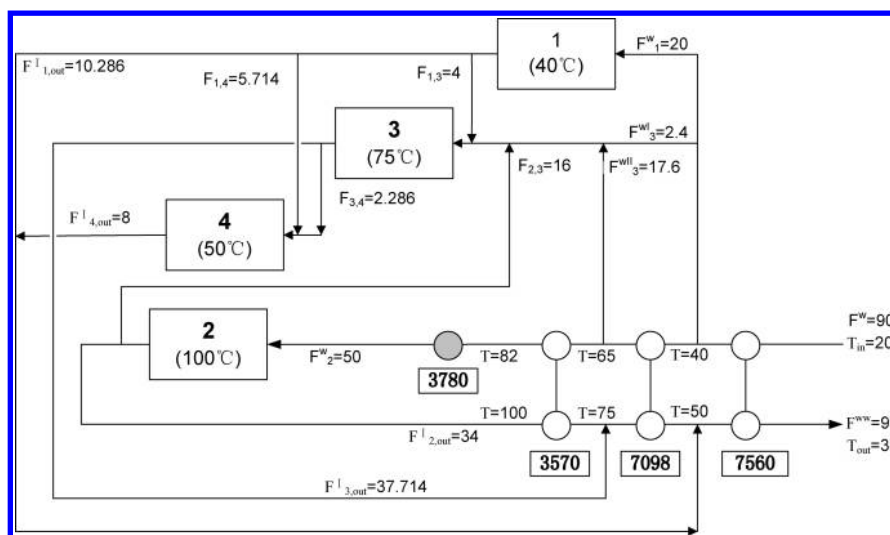 1
(40℃)
F^w_1=20
F^I_1,out=10.286
F_1,4=5.714
F_1,3=4
3
(75℃)
F^wI_3=2.4
F_2,3=16
F^wII_3=17.6
F_3,4=2.286
4
(50℃)
F^I_4,out=8
2
(100℃)
F^w_2=50
T=82
T=65
T=40
F^w=90
T_in=20
3780
T=100
T=75
T=50
F^ww=9
T_out=3
F^I_2,out=34
3570
7098
7560
F^I_3,out=37.714